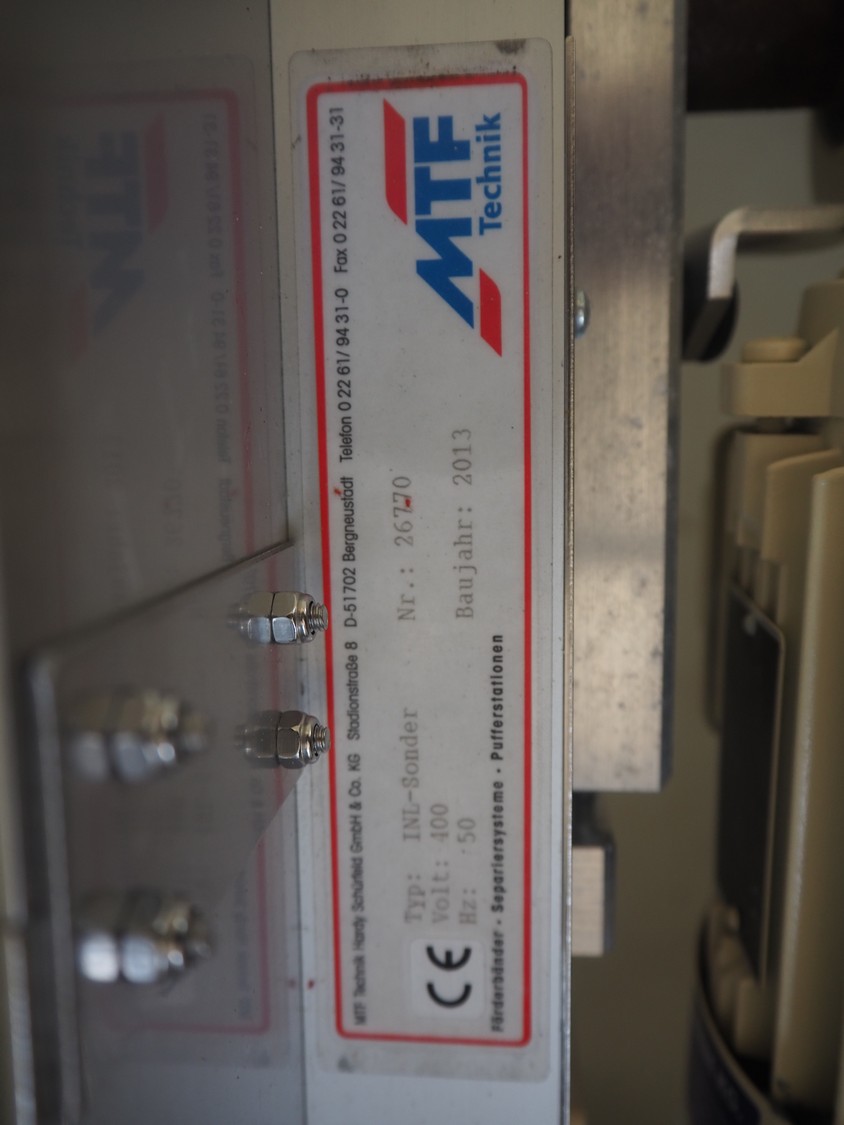 MTF Technik Hardy Schürfeld GmbH & Co. KG Stadionstraße 8 D-51702 Bergneustadt Telefon 0 22 61/ 94 31-0 Fax 0 22 61/ 94 31-31
MTF
Technik
Typ: INL-Sonder Nr.: 26770
Volt: 400
Hz: 50 Baujahr: 2013
CE
Förderbänder - Separiersysteme - Pufferstationen